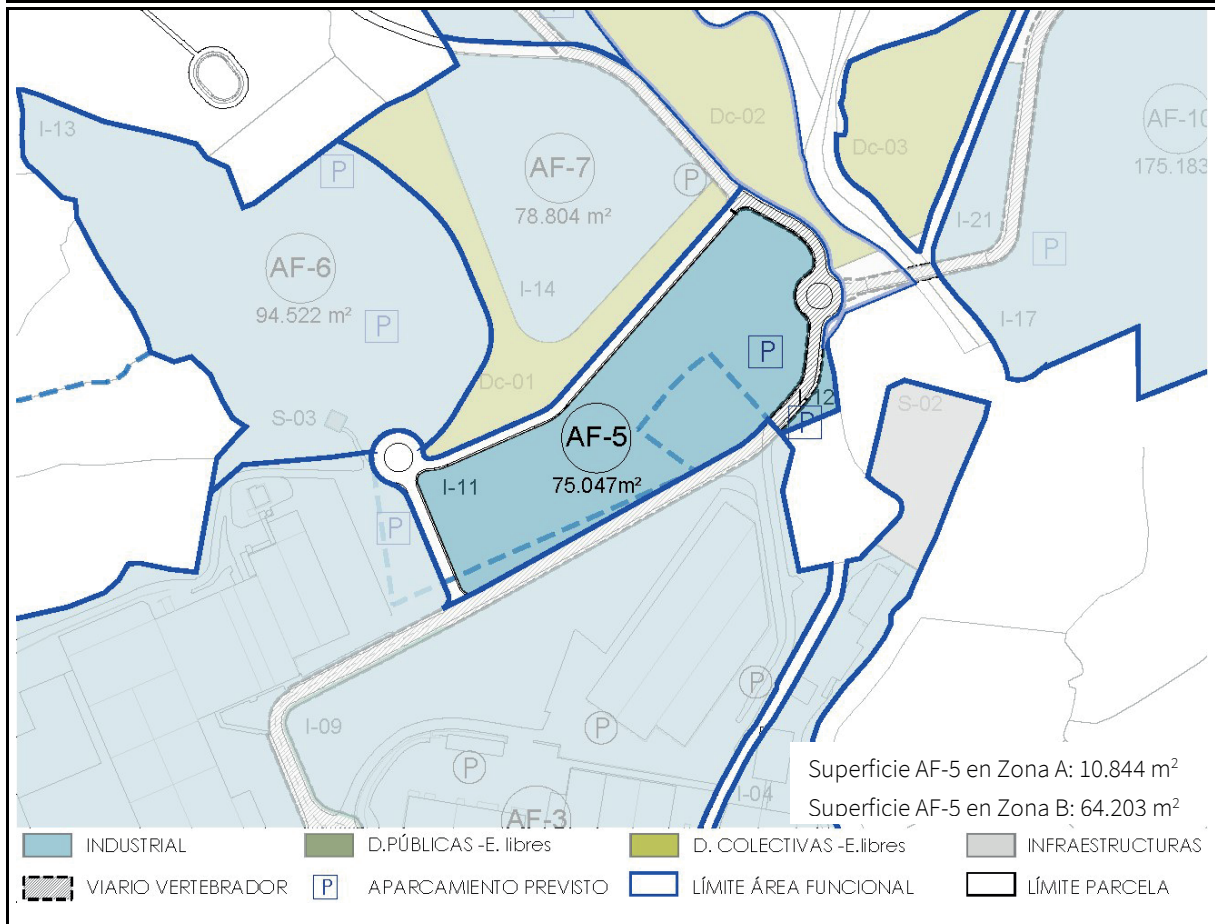 P
I-13
Dc-02
AF-10
175.183
Dc-03
P
AF-7
78.804 m²
P
I-21
P
AF-6
94.522 m²
I-14
P
I-17
P
Dc-01
I-12
P
S-02
S-03
AF-5
75.047m²
I-11
P
P
I-09
P
P
AF-3
I-04
Superficie AF-5 en Zona A: 10.844 m²
Superficie AF-5 en Zona B: 64.203 m²
INDUSTRIAL
D.PÚBLICAS -E. libres
D. COLECTIVAS -E.libres
INFRAESTRUCTURAS
VIARIO VERTEBRADOR
P APARCAMIENTO PREVISTO
LÍMITE ÁREA FUNCIONAL
LÍMITE PARCELA